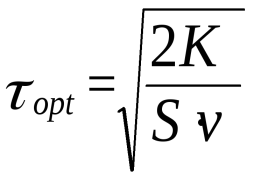 τ_opt = √(2K / (S v))